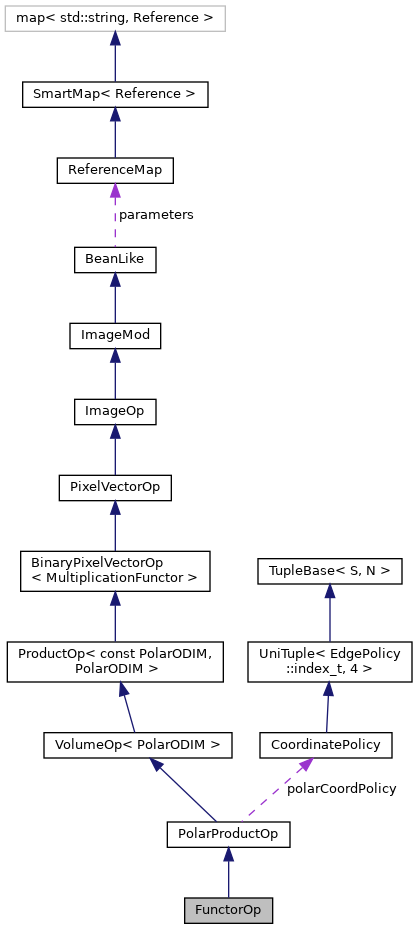 map< std::string, Reference >
SmartMap< Reference >
ReferenceMap
parameters
BeanLike
ImageMod
ImageOp
PixelVectorOp
BinaryPixelVectorOp
< MultiplicationFunctor >
TupleBase< S, N >
ProductOp< const PolarODIM,
PolarODIM >
UniTuple< EdgePolicy
::index_t, 4 >
VolumeOp< PolarODIM >
CoordinatePolicy
polarCoordPolicy
PolarProductOp
FunctorOp